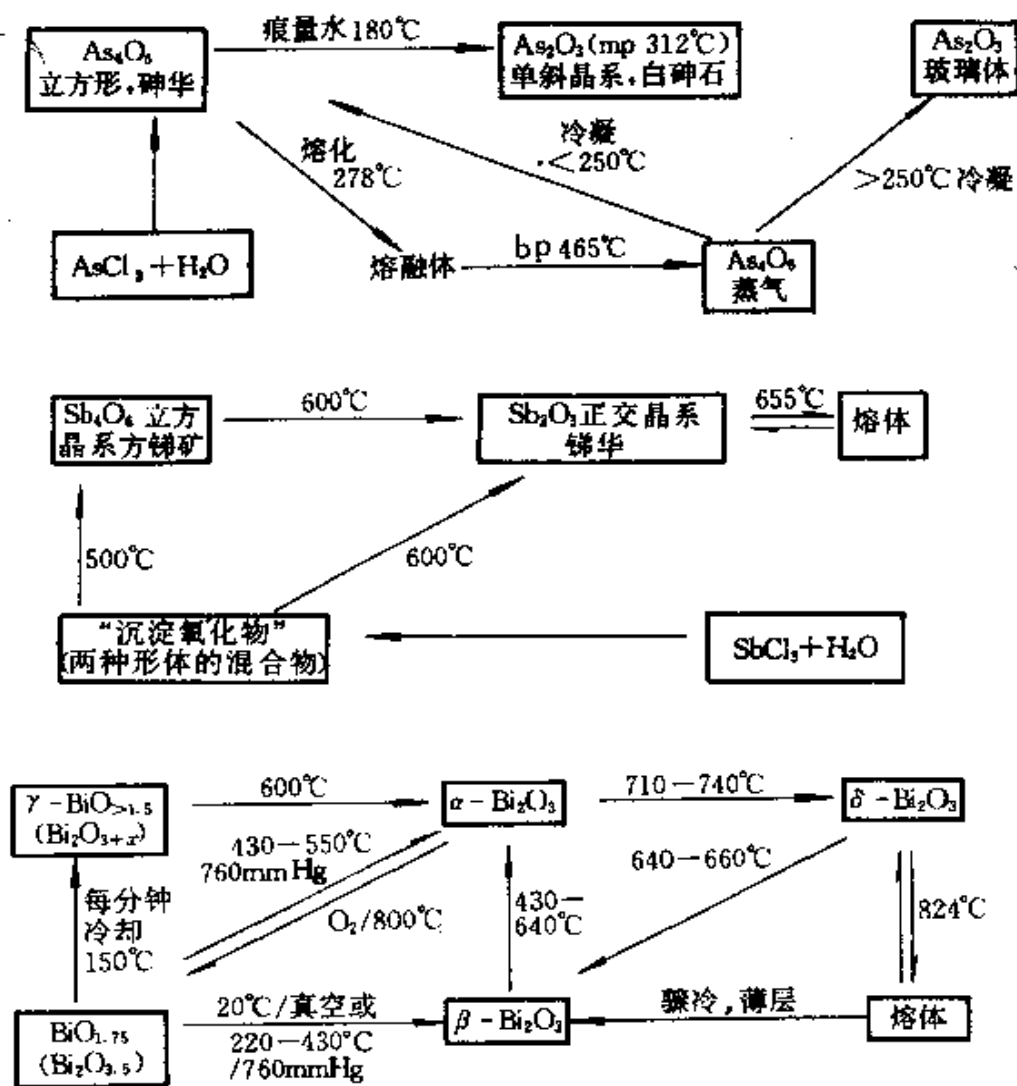 痕量水 180℃
As₄O₆
立方形,砷华
As₂O₃(mp 312℃)
单斜晶系,白砷石
As₂O₃
玻璃体
熔化
278℃
冷凝
<250℃
>250℃ 冷凝
AsCl₃+H₂O
熔融体
bp 465℃
As₄O₆
蒸气
Sb₄O₆ 立方
晶系方锑矿
600℃
Sb₂O₃正交晶系
锑华
655℃
熔体
500℃
600℃
“沉淀氧化物”
(两种形体的混合物)
SbCl₃+H₂O
γ-BiO>₁.₅
(Bi₂O₃₊ₓ)
600℃
α-Bi₂O₃
710-740℃
δ-Bi₂O₃
430-550℃
760mmHg
640-660℃
每分钟
冷却
150℃
O₂/800℃
430-
640℃
824℃
BiO₁.₇₅
(Bi₂O₃.₅)
20℃/真空或
220-430℃
/760mmHg
β-Bi₂O₃
骤冷,薄层
熔体